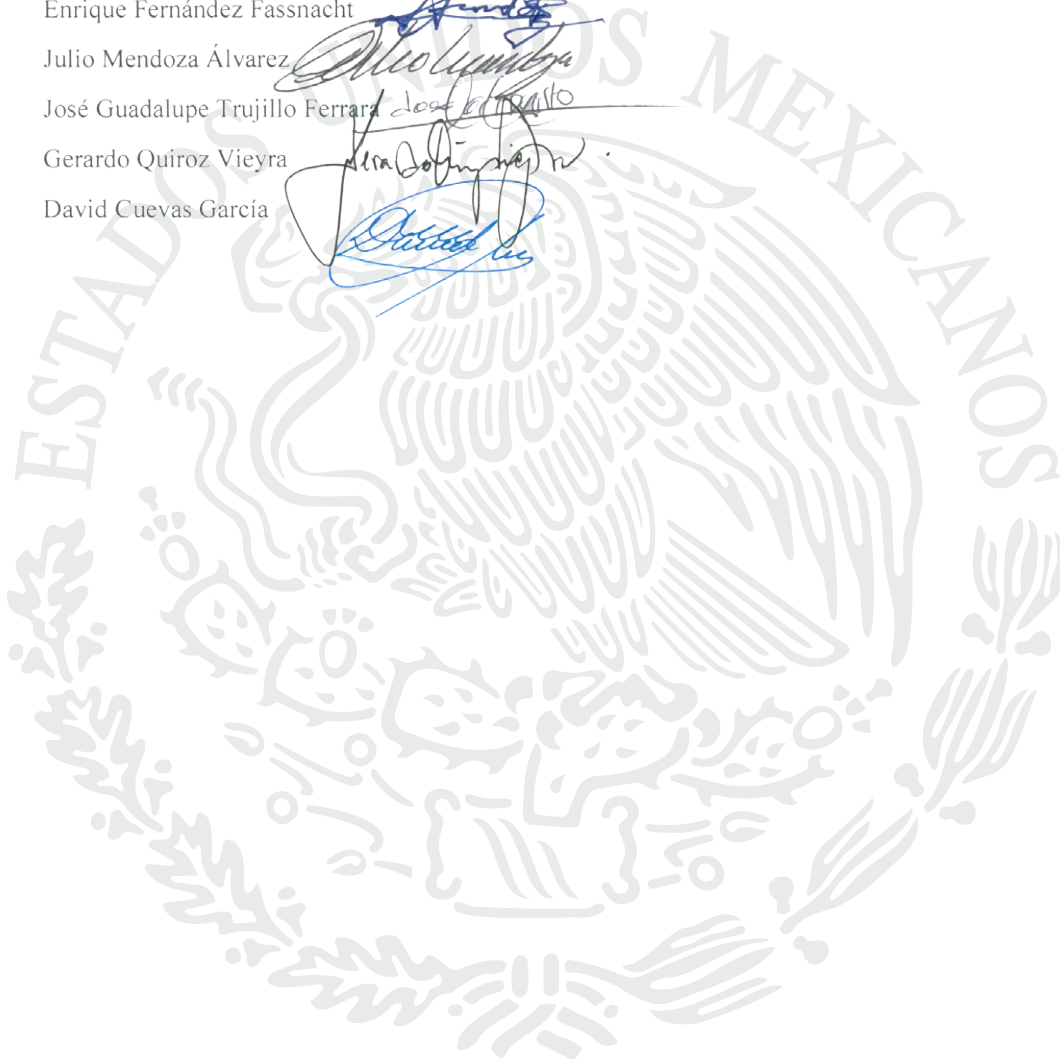 Enrique Fernández Fassnacht
Julio Mendoza Álvarez
José Guadalupe Trujillo Ferrara
Gerardo Quiroz Vieyra
David Cuevas García
ESTADOS UNIDOS MEXICANOS